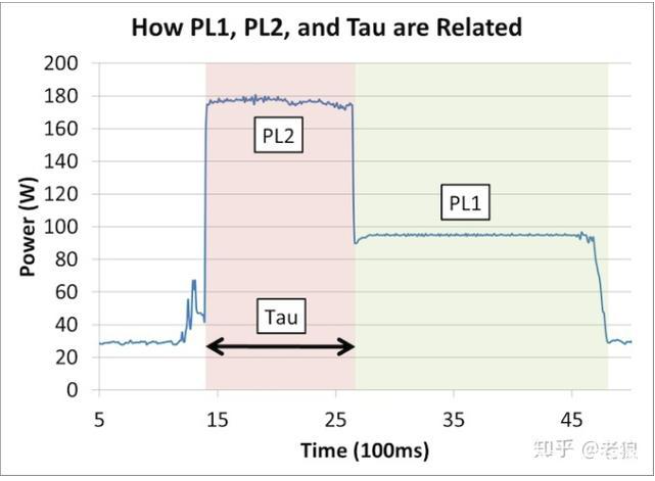 How PL1, PL2, and Tau are Related
Power (W)
200
180
160
140
120
100
80
60
40
20
0
PL2
PL1
Tau
5 15 25 35 45
Time (100ms)
知乎 @老狼